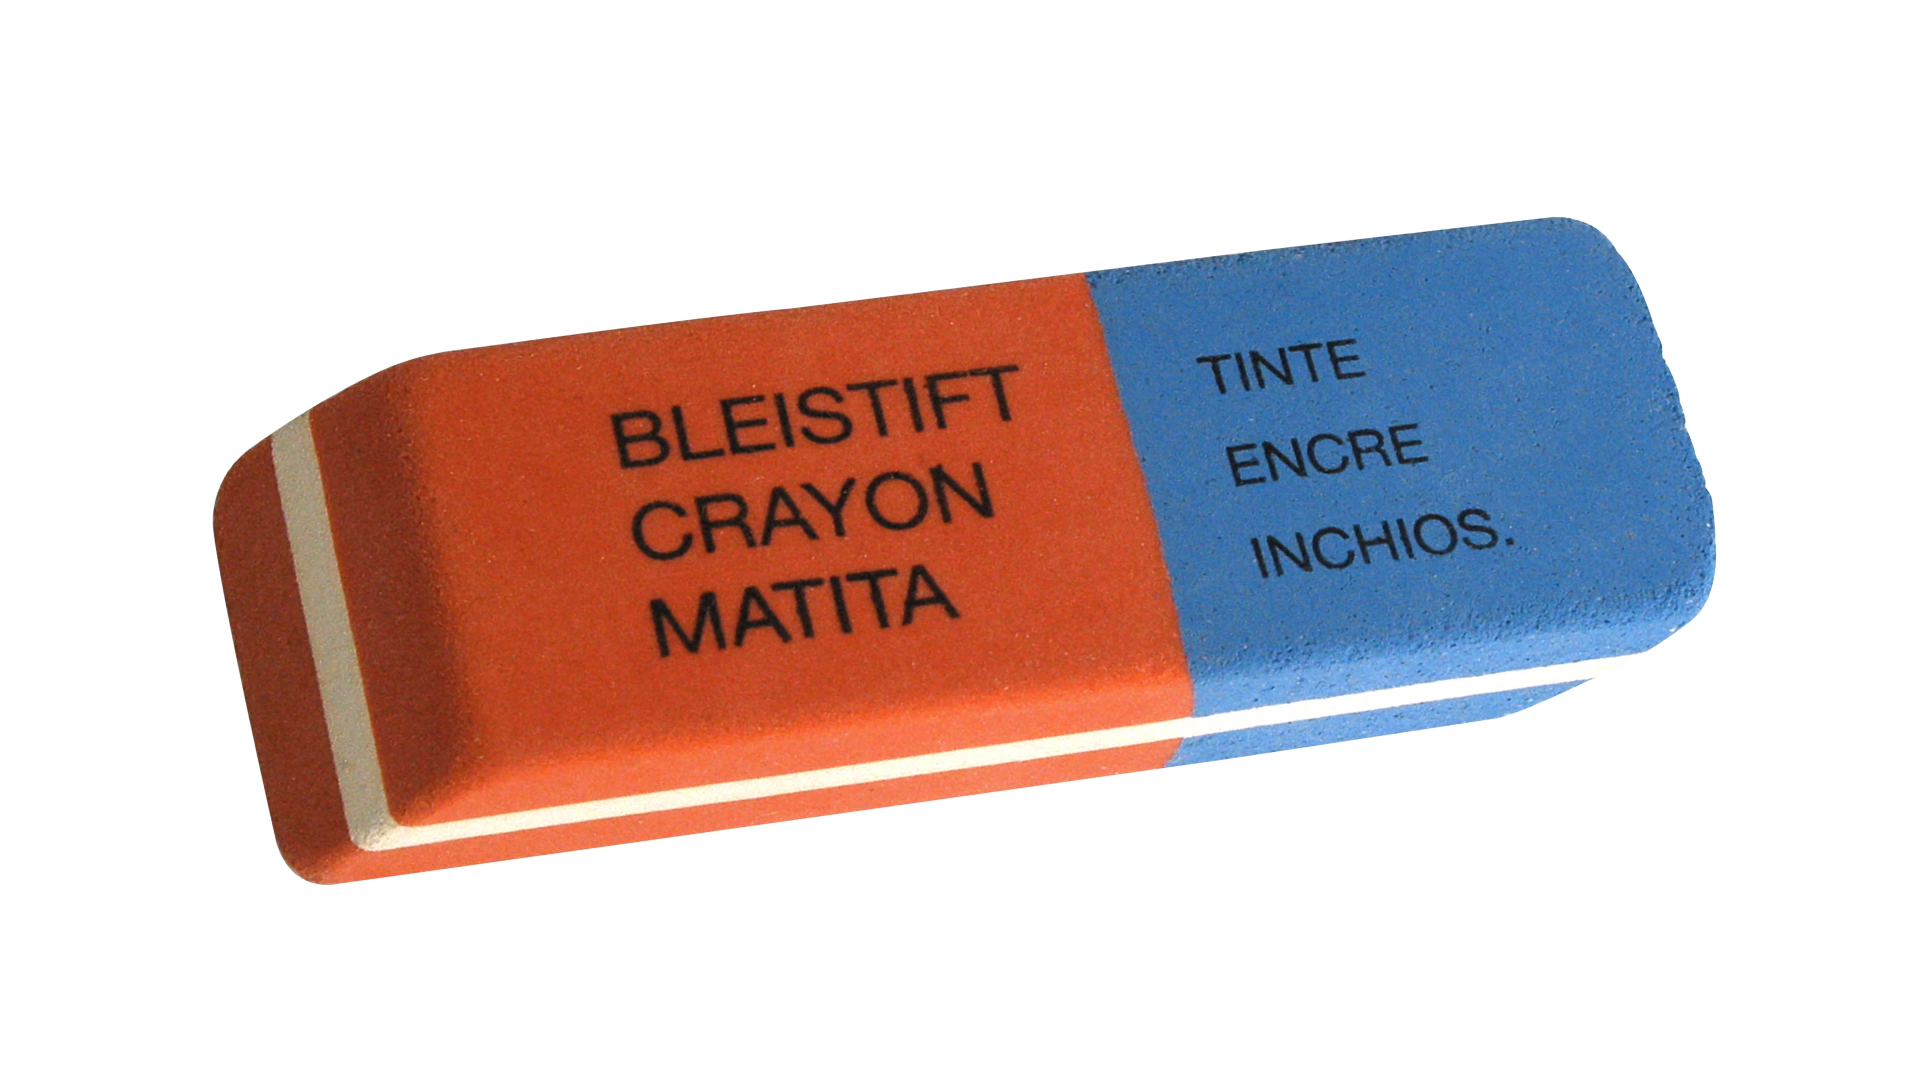 BLEISTIFT
CRAYON
MATITA
TINTE
ENCRE
INCHIOS.